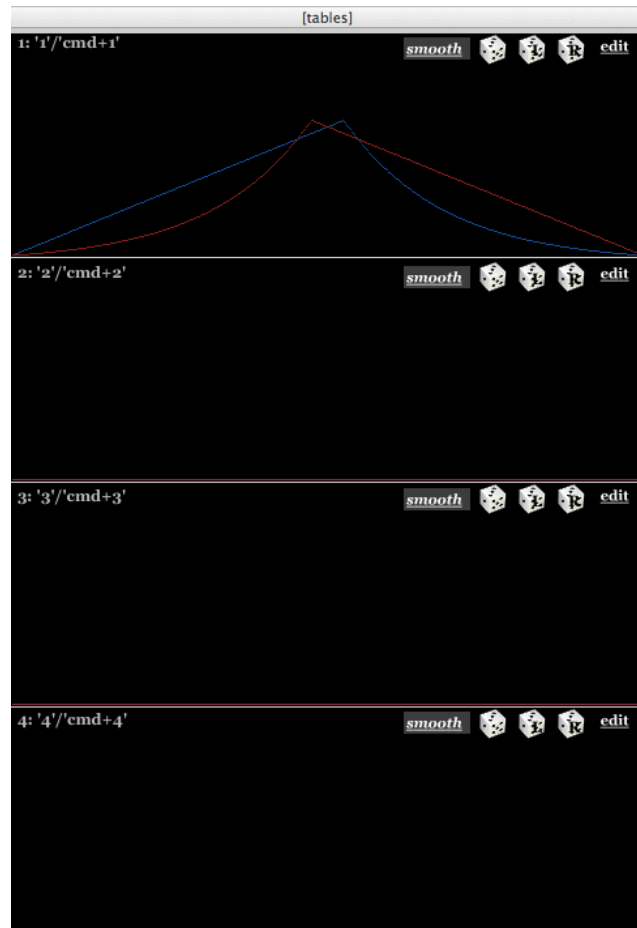 [tables]
1: '1'/'cmd+1' smooth L R edit
2: '2'/'cmd+2' smooth L R edit
3: '3'/'cmd+3' smooth L R edit
4: '4'/'cmd+4' smooth L R edit